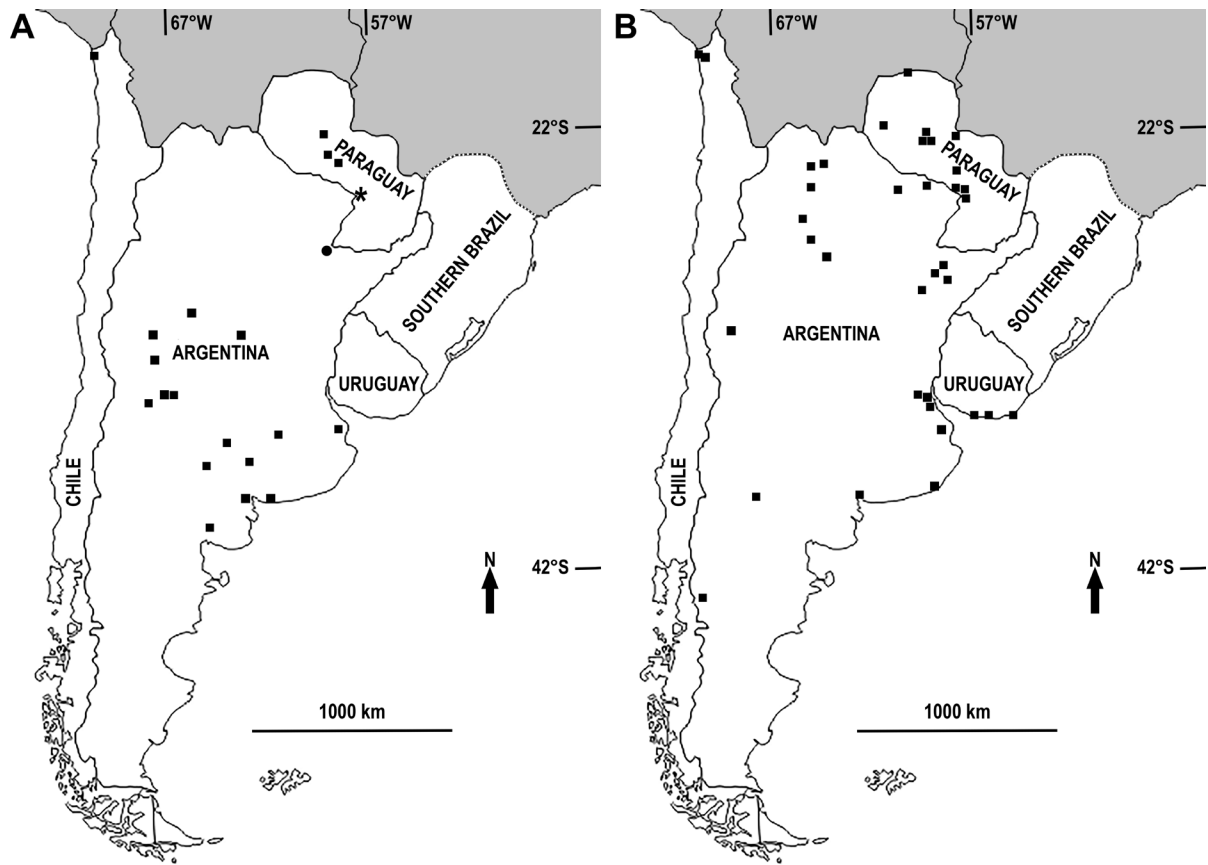 A
67°W
57°W
22°S
PARAGUAY
SOUTHERN BRAZIL
ARGENTINA
URUGUAY
CHILE
N
42°S
1000 km
B
67°W
57°W
22°S
PARAGUAY
SOUTHERN BRAZIL
ARGENTINA
URUGUAY
CHILE
N
42°S
1000 km